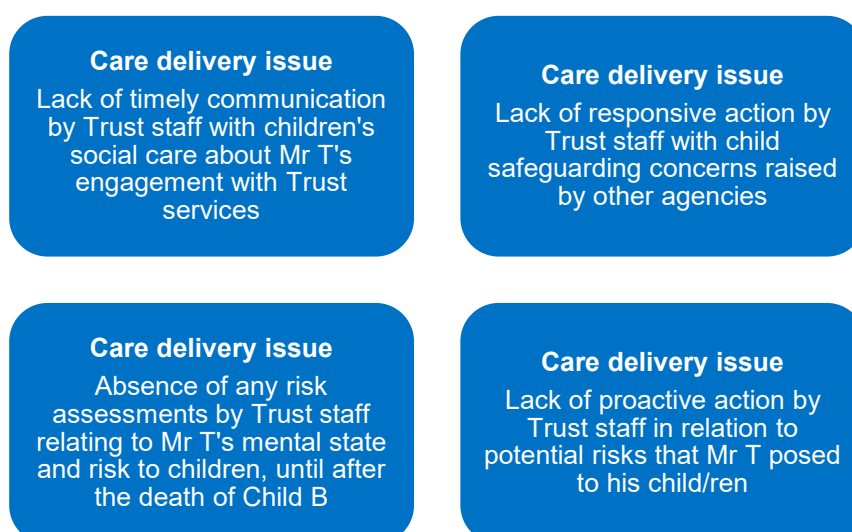 Care delivery issue
Lack of timely communication
by Trust staff with children's
social care about Mr T's
engagement with Trust
services
Care delivery issue
Lack of responsive action by
Trust staff with child
safeguarding concerns raised
by other agencies
Care delivery issue
Absence of any risk
assessments by Trust staff
relating to Mr T's mental state
and risk to children, until after
the death of Child B
Care delivery issue
Lack of proactive action by
Trust staff in relation to
potential risks that Mr T posed
to his child/ren